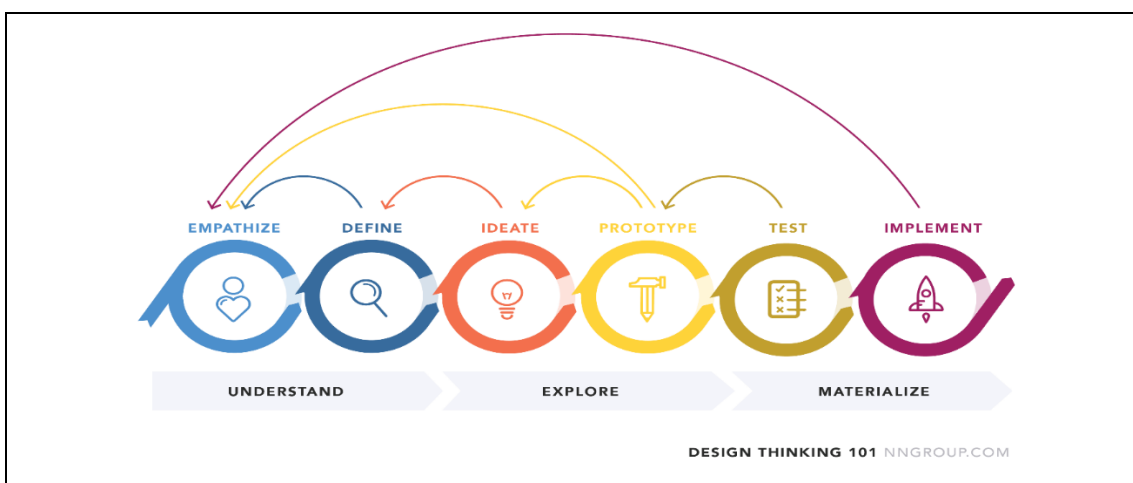 EMPATHIZE DEFINE IDEATE PROTOTYPE TEST IMPLEMENT
UNDERSTAND EXPLORE MATERIALIZE
DESIGN THINKING 101 NNGROUP.COM